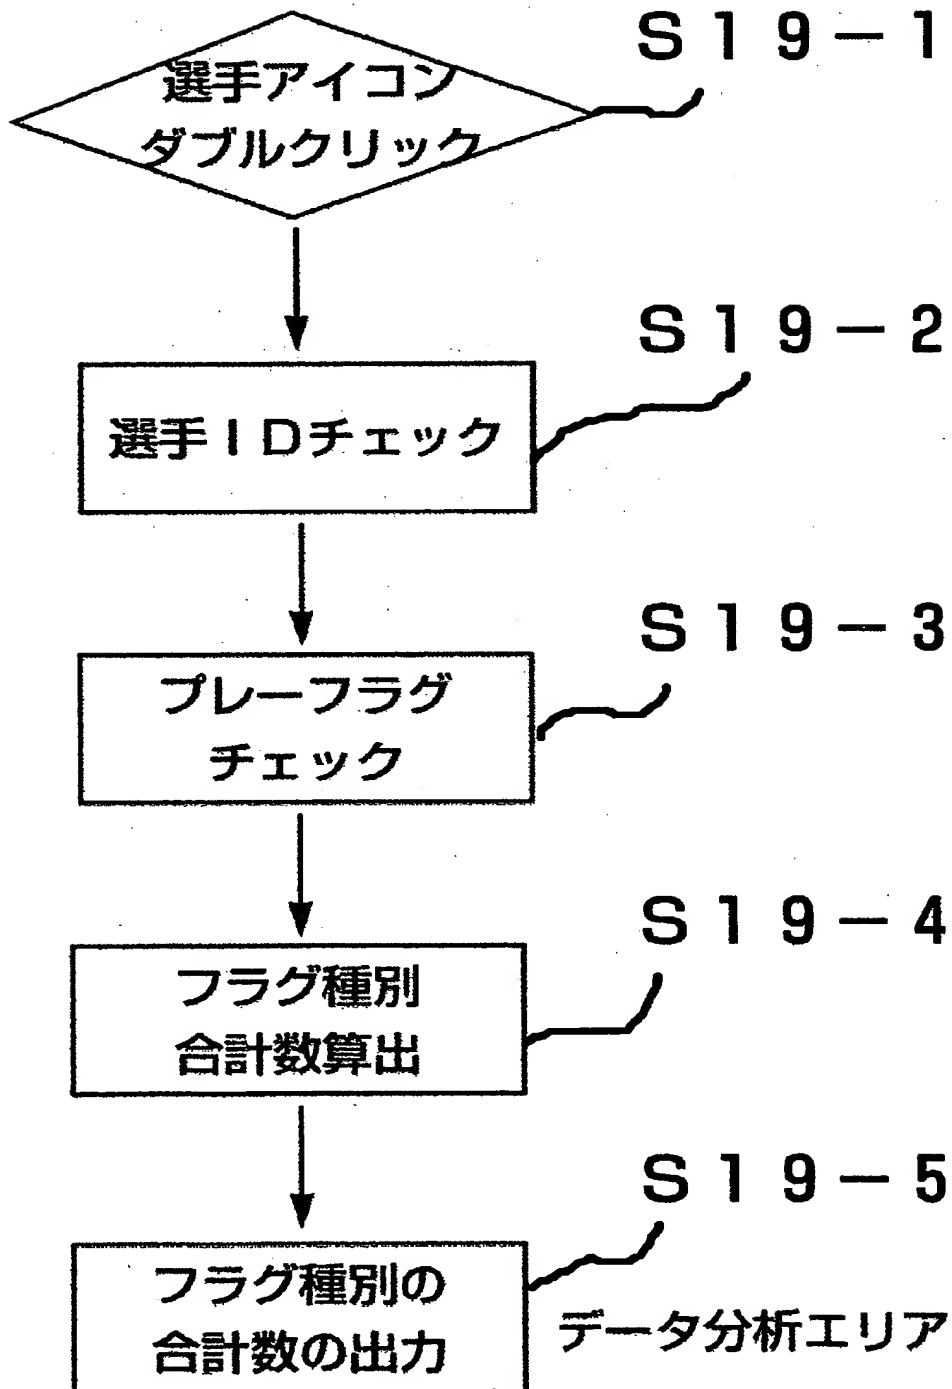 S19-1
選手アイコン
ダブルクリック
S19-2
選手IDチェック
S19-3
プレーフラグ
チェック
S19-4
フラグ種別
合計数算出
S19-5
フラグ種別の
合計数の出力
データ分析エリア